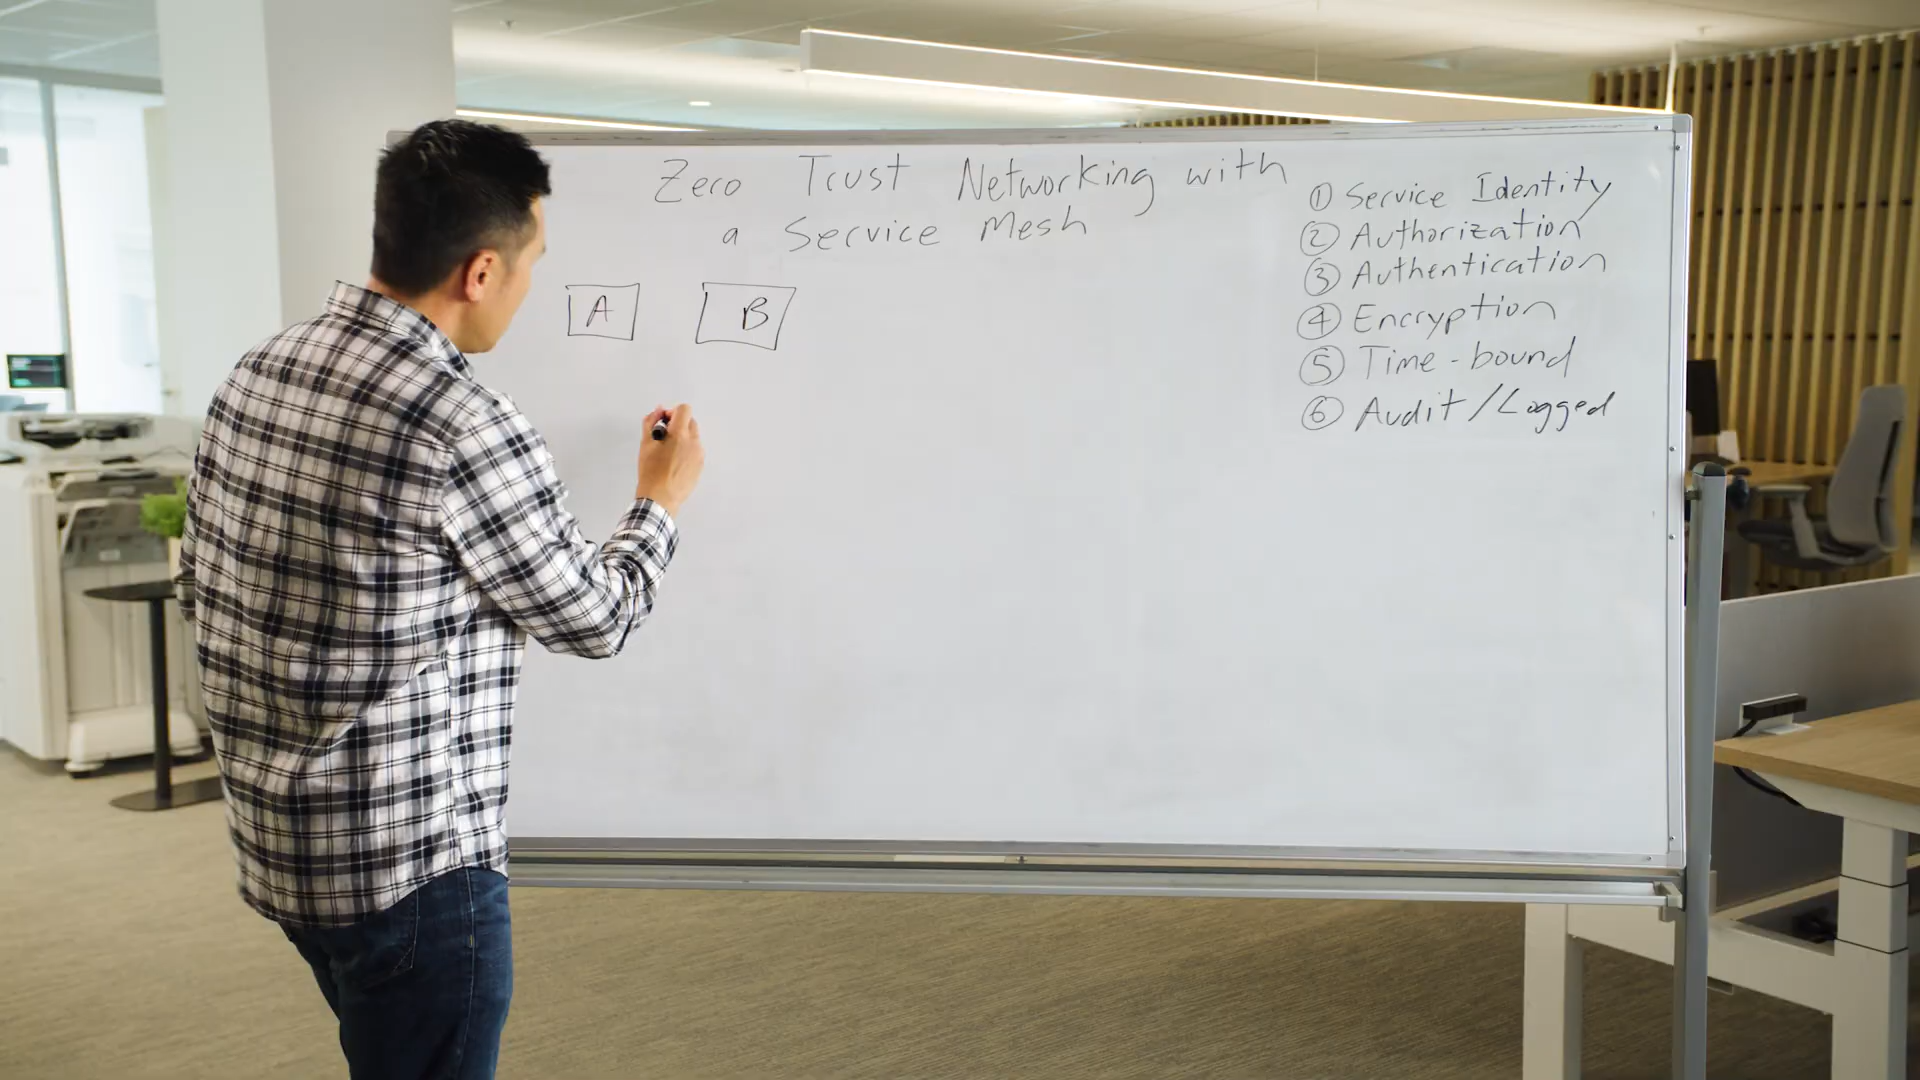 Zero Trust Networking with
a Service Mesh
① Service Identity
② Authorization
③ Authentication
④ Encryption
⑤ Time-bound
⑥ Audit/Logged
A
B